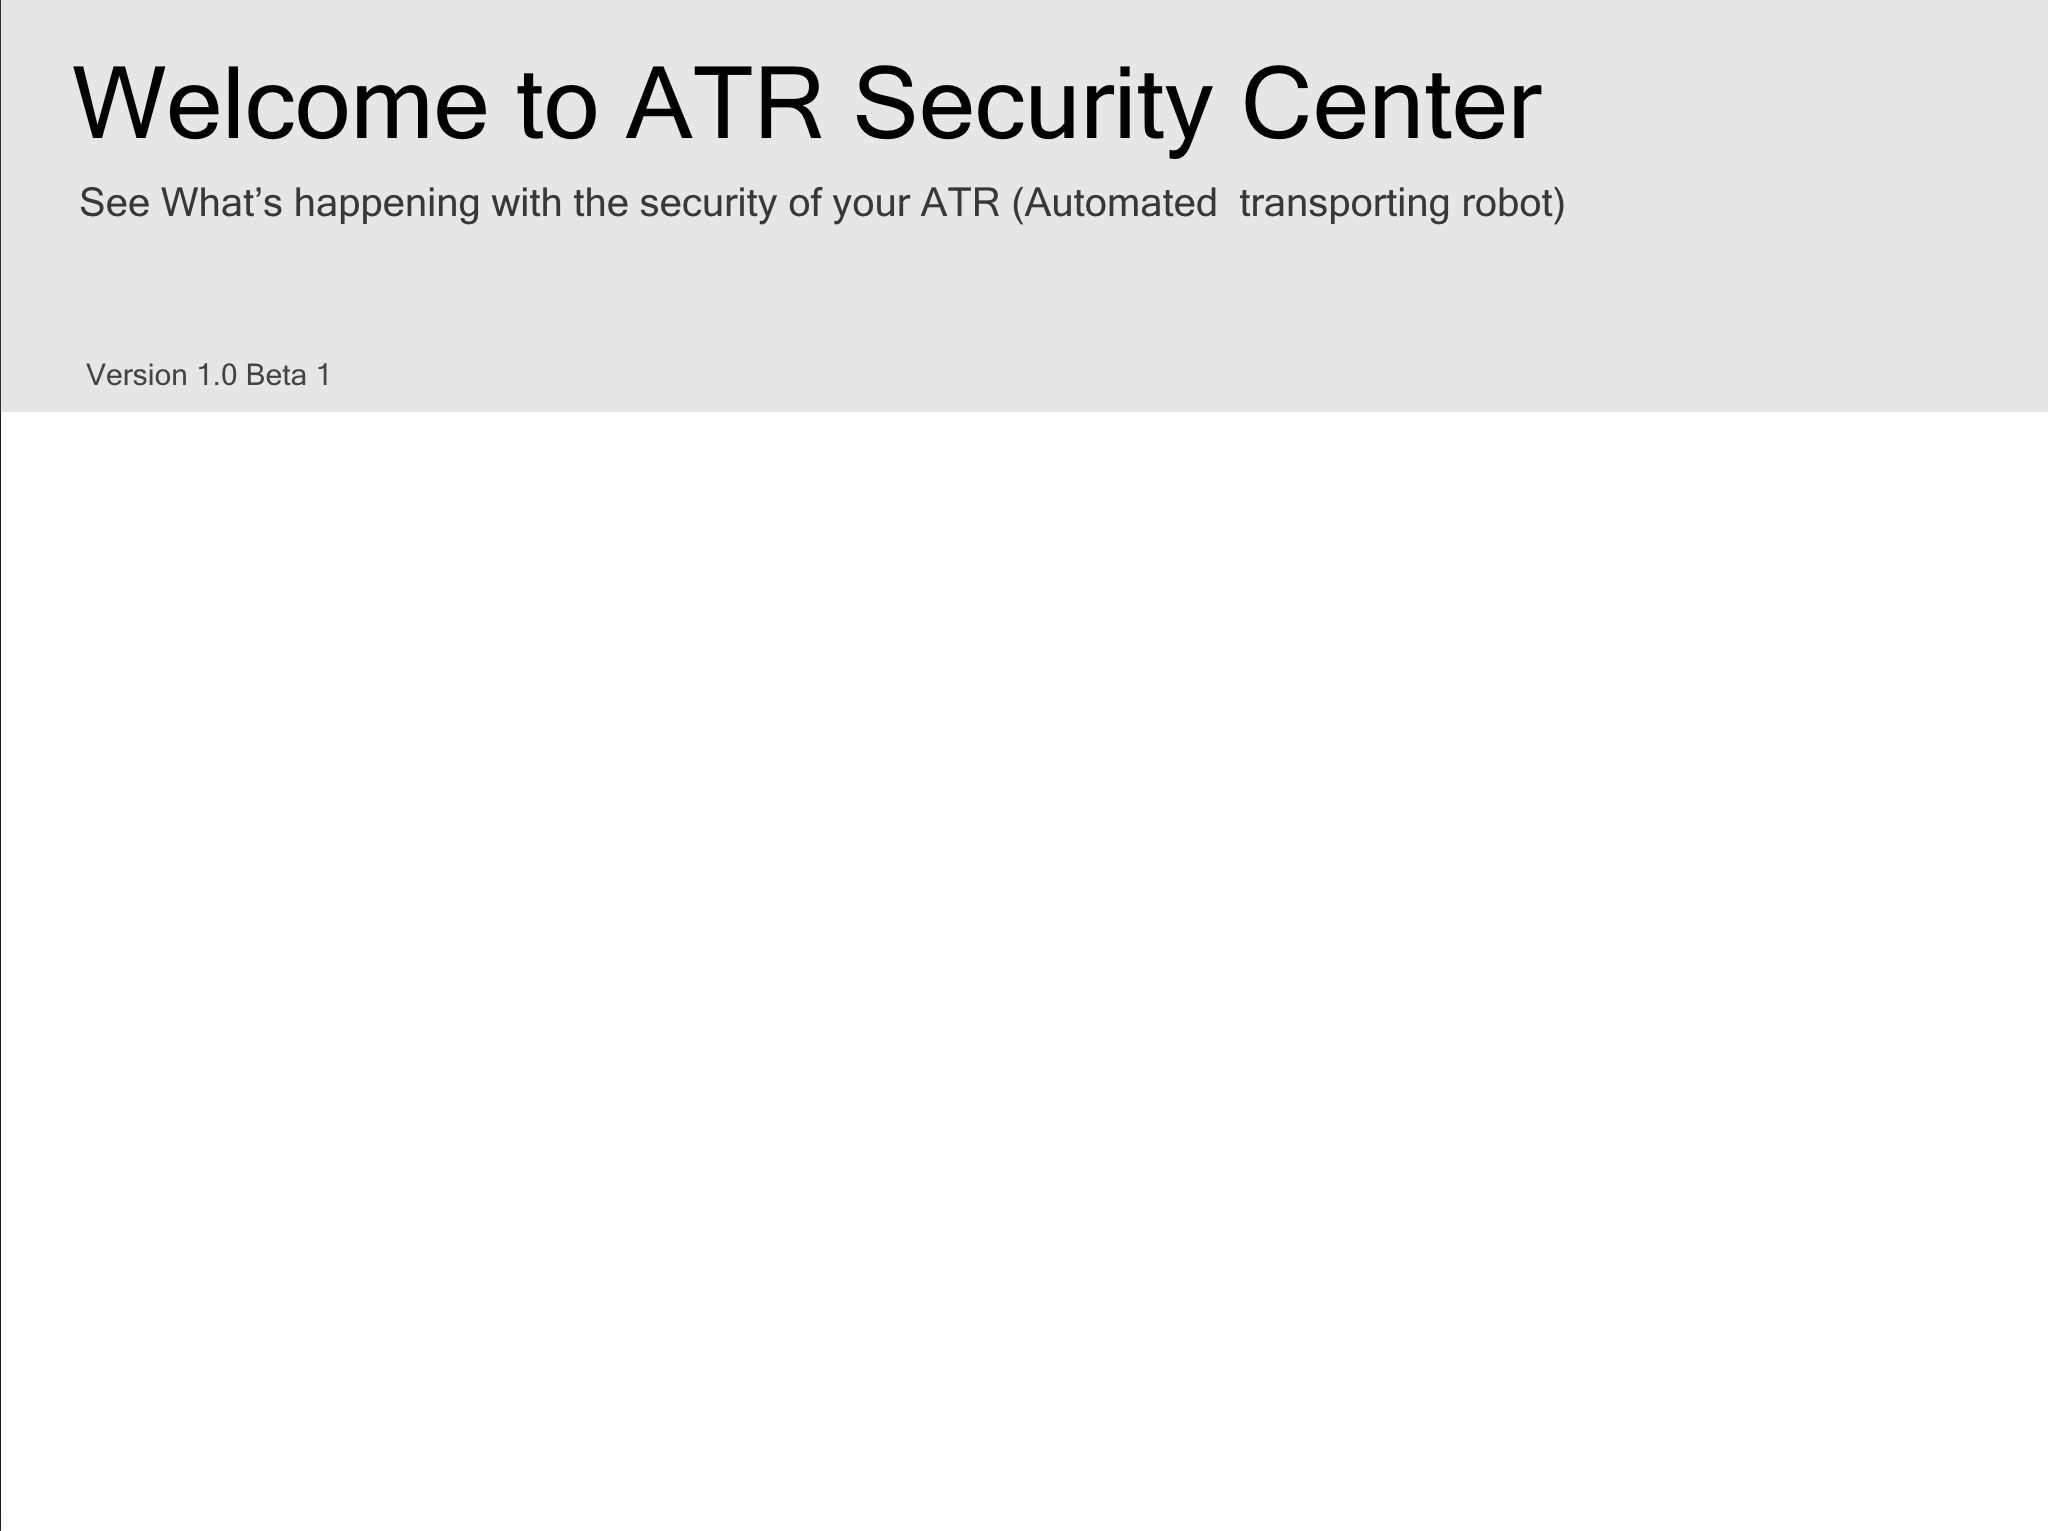 Welcome to ATR Security Center
See What’s happening with the security of your ATR (Automated  transporting robot)
Version 1.0 Beta 1